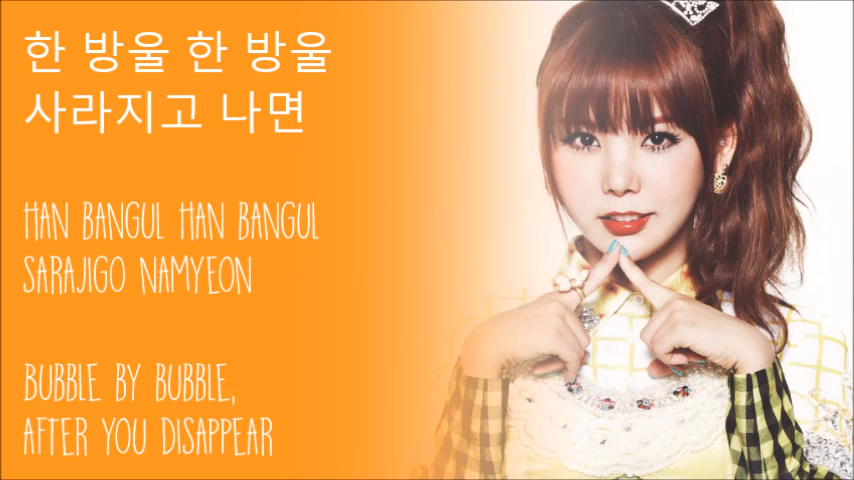 한 방울 한 방울
사라지고 나면
HAN BANGUL HAN BANGUL
SARAJIGO NAMYEON
BUBBLE BY BUBBLE,
AFTER YOU DISAPPEAR